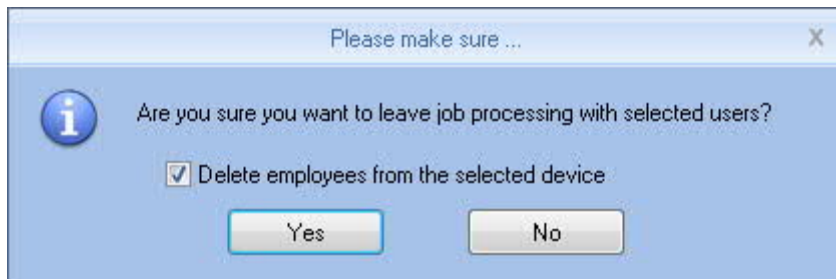 Please make sure ...
X
Are you sure you want to leave job processing with selected users?
Delete employees from the selected device
Yes
No